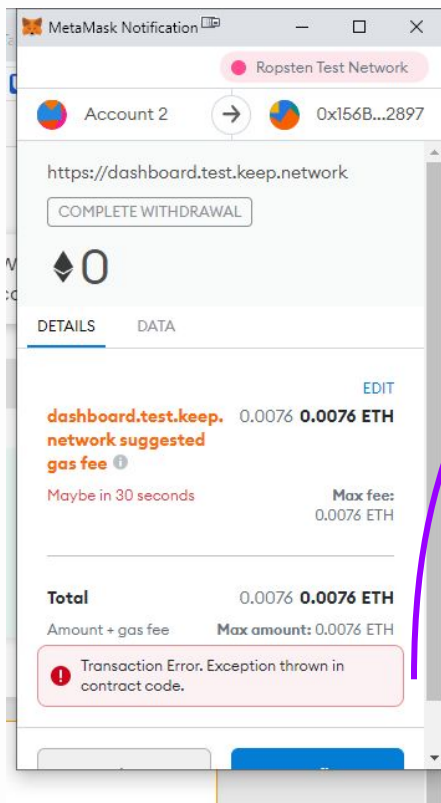 MetaMask Notification
Ropsten Test Network
Account 2
0x156B...2897
https://dashboard.test.keep.network
COMPLETE WITHDRAWAL
0
DETAILS DATA
EDIT
dashboard.test.keep. 0.0076 0.0076 ETH
network suggested
gas fee
Maybe in 30 seconds Max fee:
0.0076 ETH
Total 0.0076 0.0076 ETH
Amount + gas fee Max amount: 0.0076 ETH
Transaction Error. Exception thrown in
contract code.